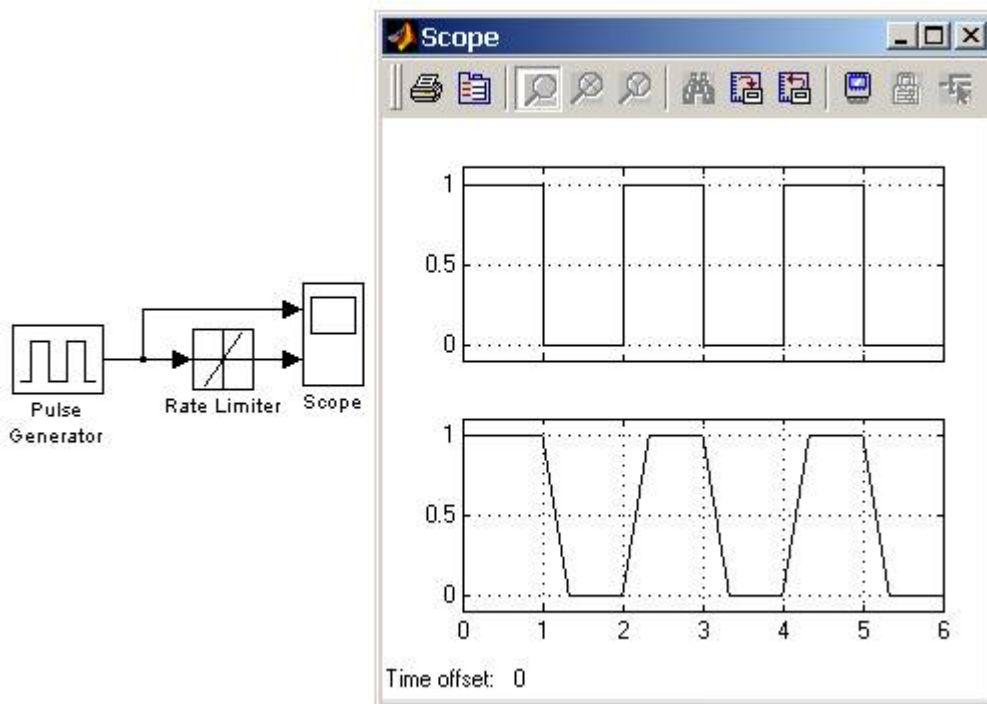 Scope
1
0.5
0
1
0.5
0
0 1 2 3 4 5 6
Time offset: 0
Pulse
Generator
Rate Limiter
Scope